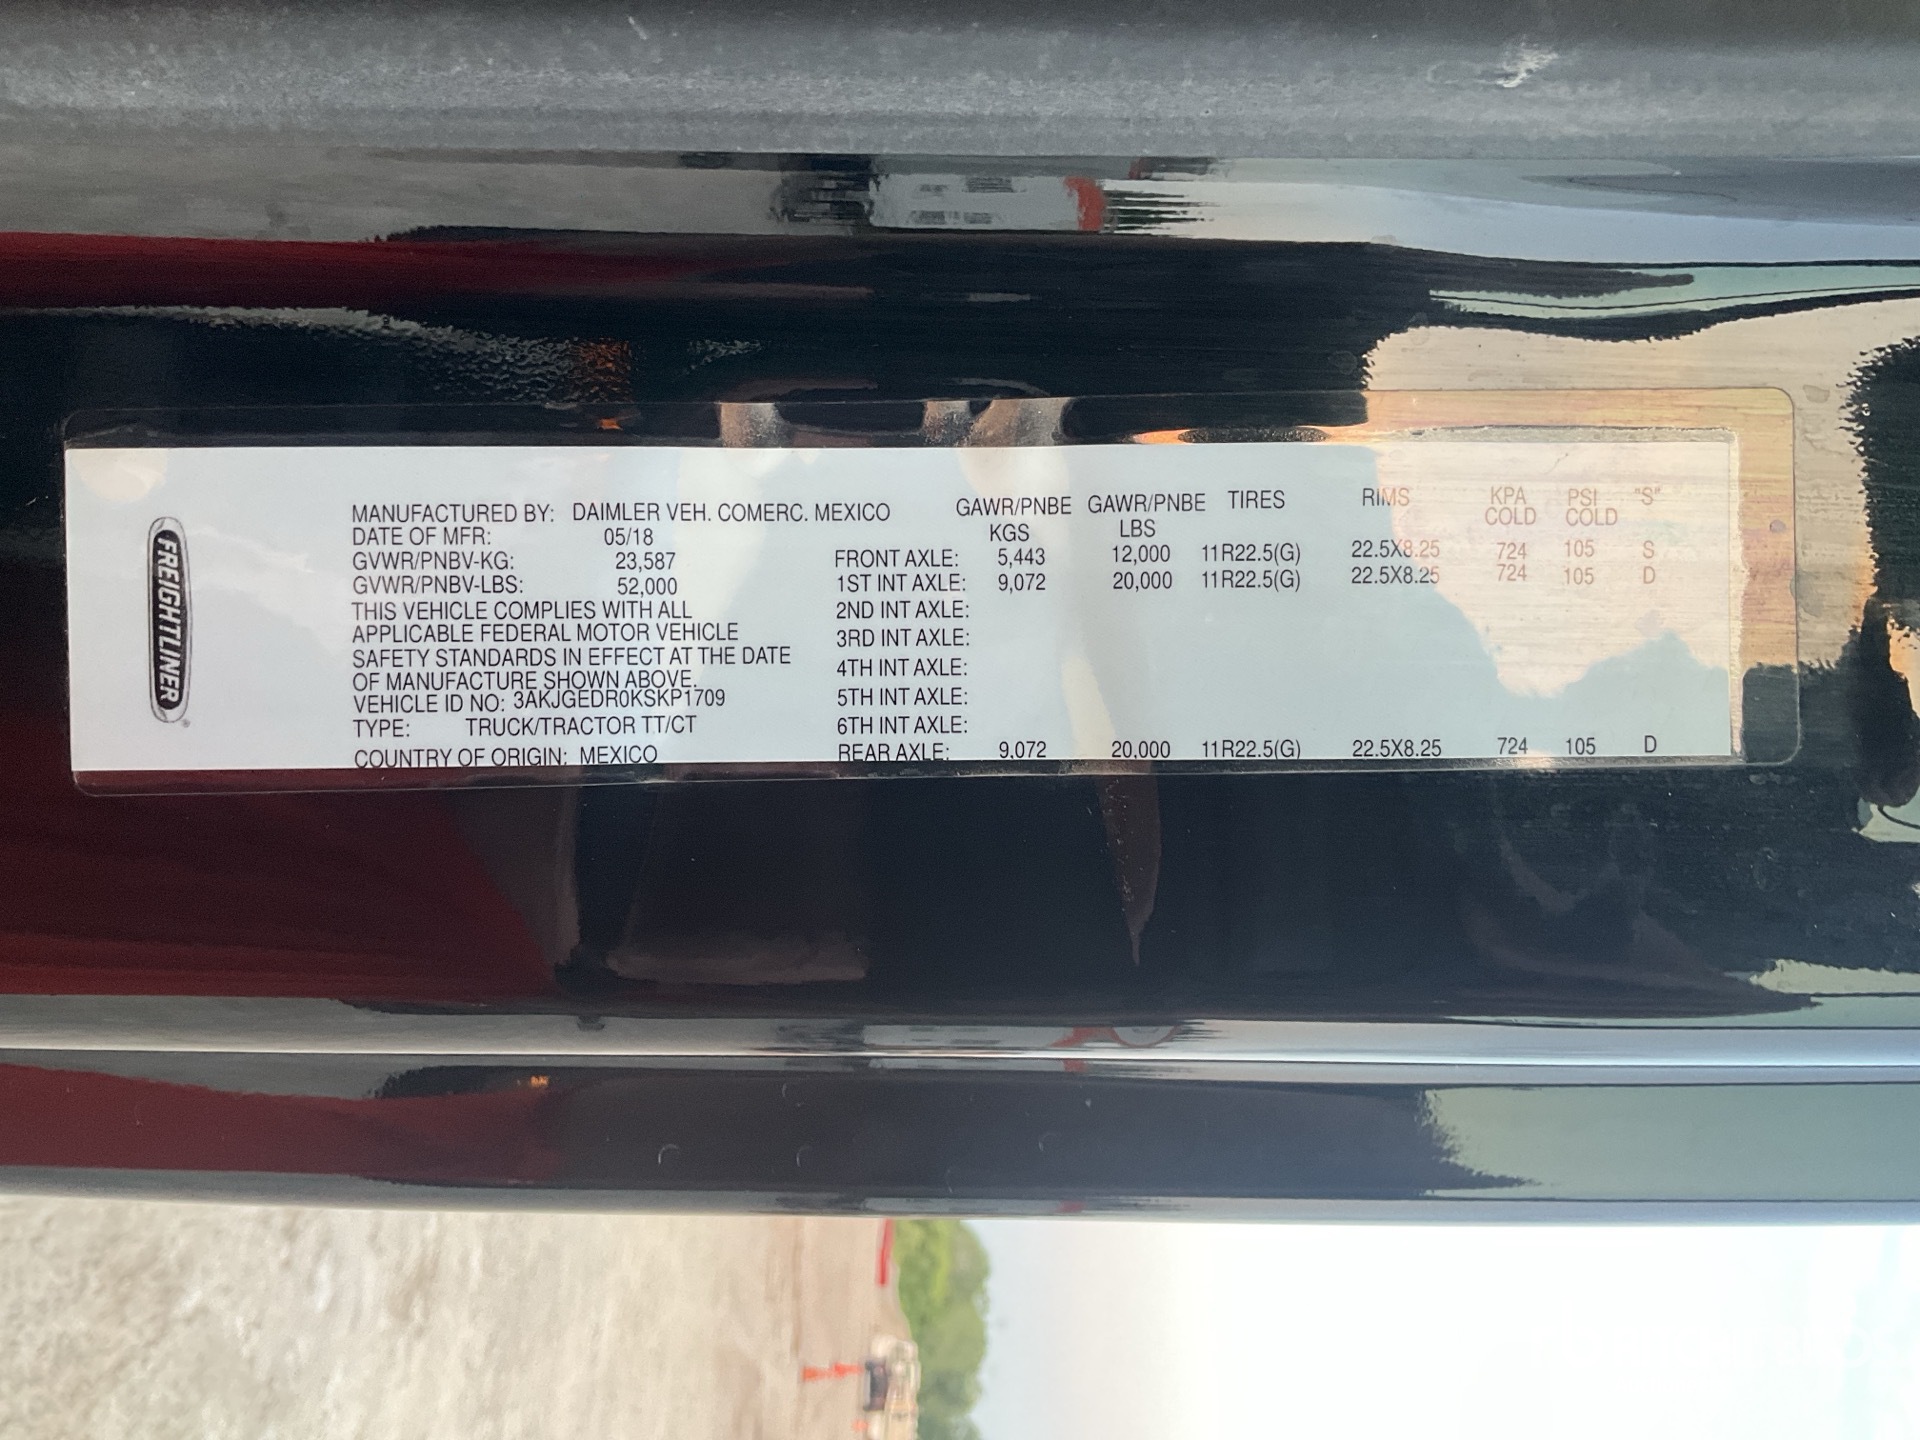 FREIGHTLINER
MANUFACTURED BY: DAIMLER VEH. COMERC. MEXICO
DATE OF MFR: 05/18
GVWR/PNBV-KG: 23,587
GVWR/PNBV-LBS: 52,000
THIS VEHICLE COMPLIES WITH ALL
APPLICABLE FEDERAL MOTOR VEHICLE
SAFETY STANDARDS IN EFFECT AT THE DATE
OF MANUFACTURE SHOWN ABOVE.
VEHICLE ID NO: 3AKJGEDR0KSKP1709
TYPE: TRUCK/TRACTOR TT/CT
COUNTRY OF ORIGIN: MEXICO
GAWR/PNBE GAWR/PNBE TIRES RIMS KPA PSI "S"
KGS LBS COLD COLD
FRONT AXLE: 5,443 12,000 11R22.5(G) 22.5X8.25 724 105 S
1ST INT AXLE: 9,072 20,000 11R22.5(G) 22.5X8.25 724 105 D
2ND INT AXLE:
3RD INT AXLE:
4TH INT AXLE:
5TH INT AXLE:
6TH INT AXLE:
REAR AXLE: 9,072 20,000 11R22.5(G) 22.5X8.25 724 105 D